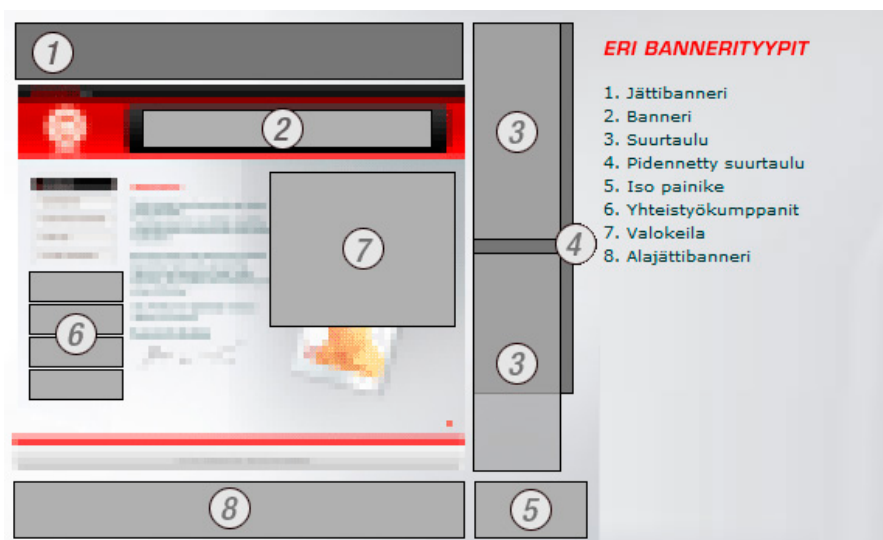 1
2
3
3
4
5
6
7
8
ERI BANNERITYYPIT
1. Jättibanneri
2. Banneri
3. Suurtaulu
4. Pidennetty suurtaulu
5. Iso painike
6. Yhteistyökumppanit
7. Valokeila
8. Alajättibanneri